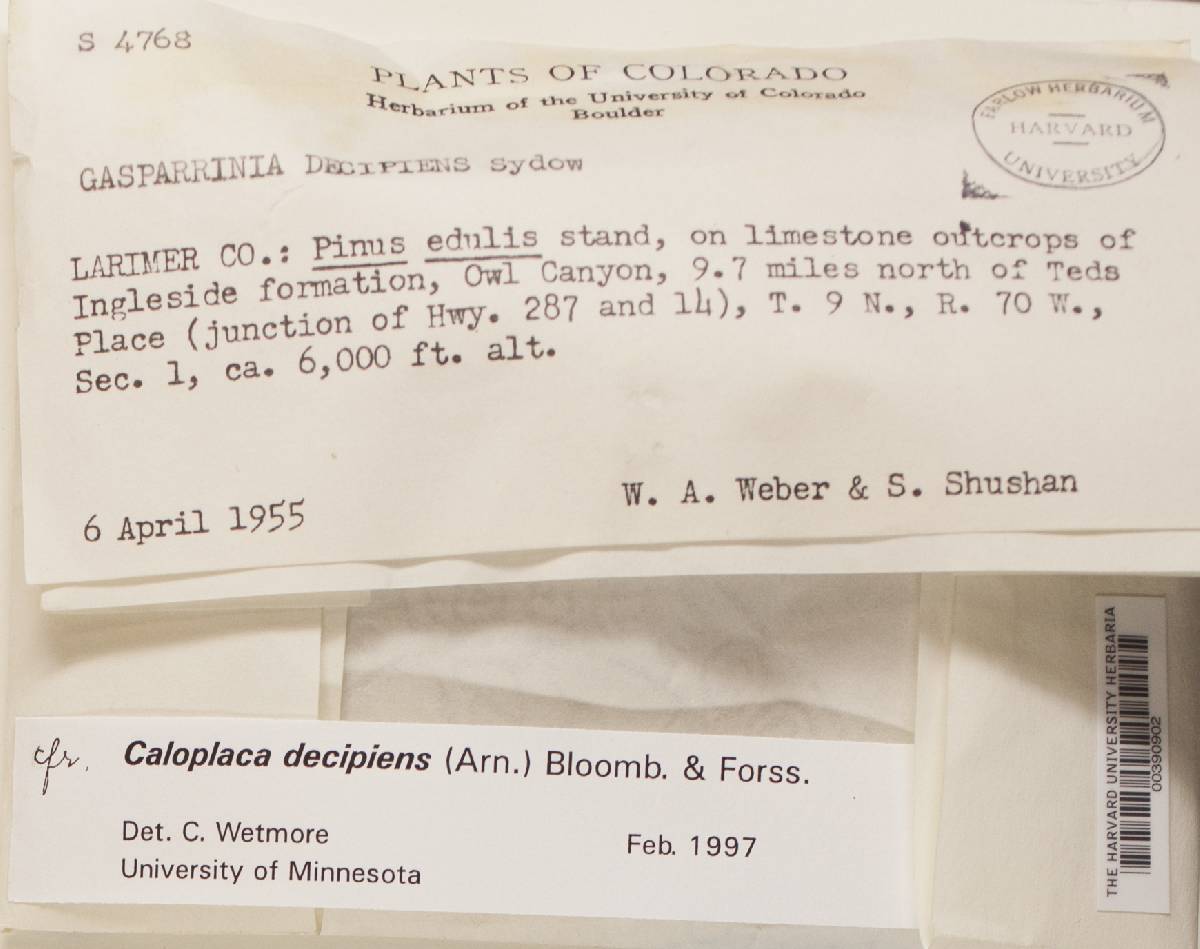 S 4768
PLANTS OF COLORADO
Herbarium of the University of Colorado
Boulder
FARLOW HERBARIUM
HARVARD
UNIVERSITY
GASPARRINIA DECIPIENS Sydow
LARIMER CO.: Pinus edulis stand, on limestone outcrops of
Ingleside formation, Owl Canyon, 9.7 miles north of Teds
Place (junction of Hwy. 287 and 14), T. 9 N., R. 70 W.,
Sec. 1, ca. 6,000 ft. alt.
W. A. Weber & S. Shushan
6 April 1955
cfr. Caloplaca decipiens (Arn.) Bloomb. & Forss.
Det. C. Wetmore
Feb. 1997
University of Minnesota
THE HARVARD UNIVERSITY HERBARIA
00390902